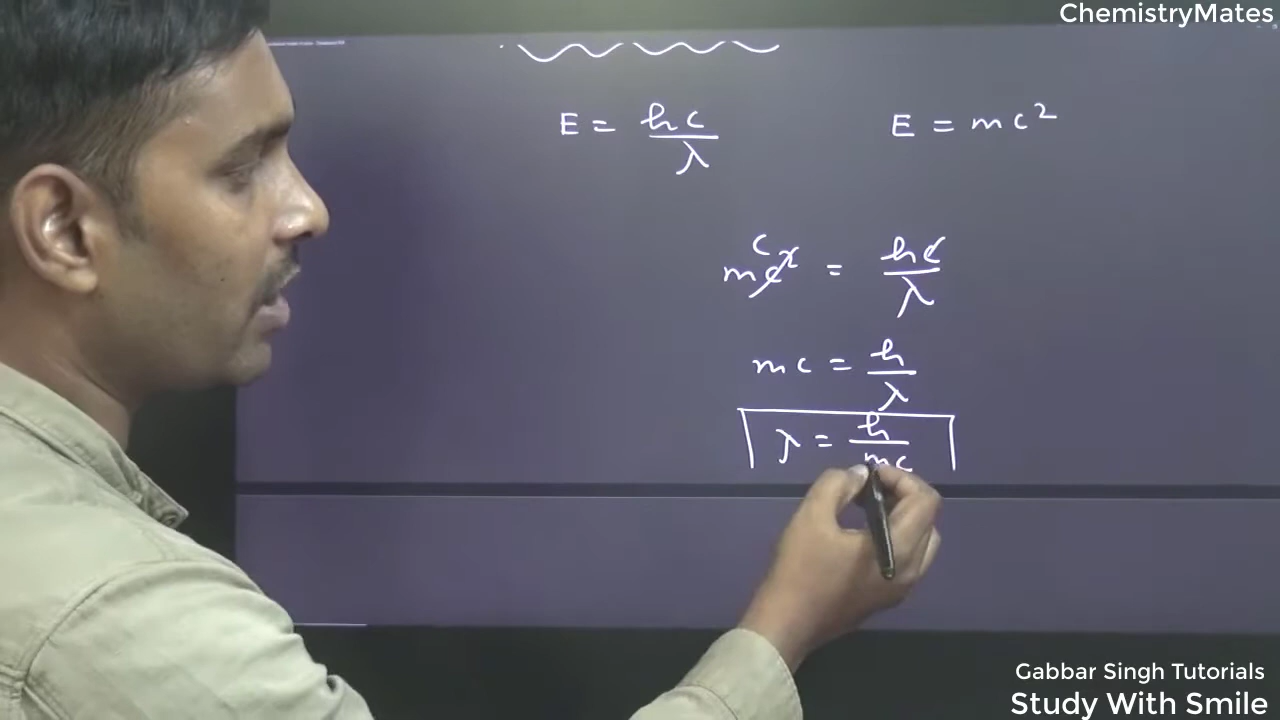 ChemistryMates
E = hc/λ E = mc²
mc² = hc/λ
c
mc = h/λ
λ = h/mc
Gabbar Singh Tutorials
Study With Smile